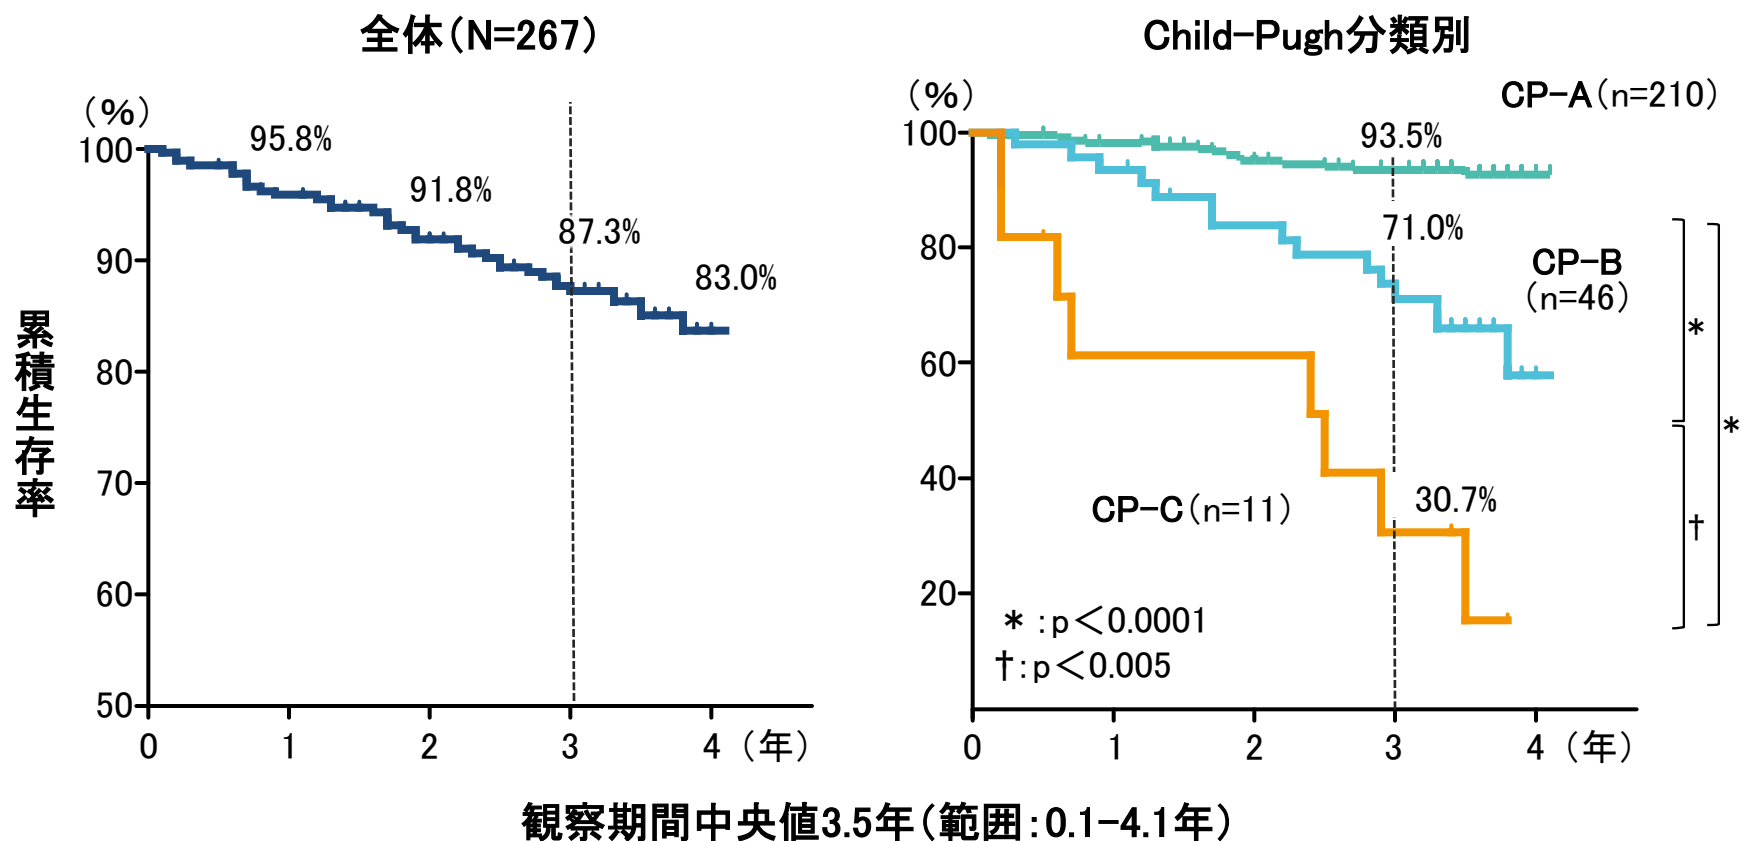 全体（N=267）
（%）
100
90
80
70
60
50
95.8%
91.8%
87.3%
83.0%
0 1 2 3 4 （年）
累積生存率
Child-Pugh分類別
（%）
100
80
60
40
20
CP-A（n=210）
93.5%
71.0%
CP-B
（n=46）
30.7%
CP-C（n=11）
*
*
†
* :p＜0.0001
†:p＜0.005
0 1 2 3 4 （年）
観察期間中央値3.5年（範囲:0.1-4.1年）